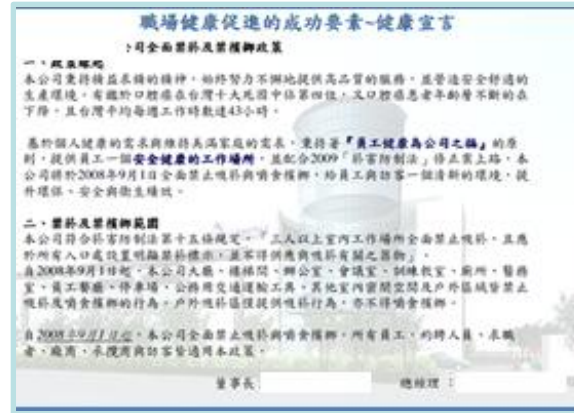 職場健康促進的成功要素~健康宣言
司全面禁菸及禁檳榔政策
一、政策緣起
本公司秉持精益求精的精神，始終努力不懈地提供高品質的服務，並營造安全舒適的
生產環境。有鑑於口腔癌在台灣十大死因中佔第四位，又口腔癌患者年齡層不斷的在
下降，且台灣平均每週工作時數達43小時。
基於個人健康的需求與維持美滿家庭的需求，秉持著『員工健康為公司之福』的原
則，提供員工一個安全健康的工作場所，並配合2009「菸害防制法」修正案上路，本
公司將於2008年9月1日全面禁止吸菸與嚼食檳榔，給員工與訪客一個清新的環境，提
升環保、安全與衛生績效。
二、禁菸及禁檳榔範圍
本公司符合菸害防制法第十五條規定，「三人以上室內工作場所全面禁止吸菸，且應
於所有入口處設置明顯禁菸標示，並不得供應與吸菸有關之器物」。
自2008年9月1日起，本公司大廳、樓梯間、辦公室、會議室、訓練教室、廁所、醫務
室、員工餐廳、停車場、公務用交通運輸工具、其他室內密閉空間及戶外區域皆禁止
吸菸及嚼食檳榔的行為。戶外吸菸區僅提供吸菸行為，亦不得嚼食檳榔。
自2008年9月1日起，本公司全面禁止吸菸與嚼食檳榔，所有員工、約聘人員、求職
者、廠商、承攬商與訪客皆適用本政策。
董事長 總經理：